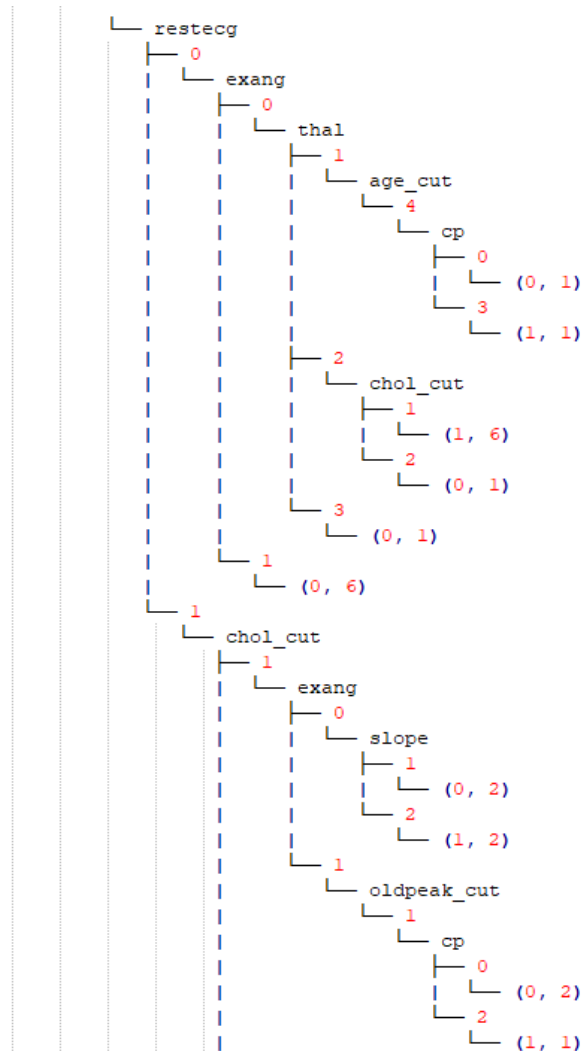 restecg
0
exang
0
thal
1
age_cut
4
cp
0
(0, 1)
3
(1, 1)
2
chol_cut
1
(1, 6)
2
(0, 1)
3
(0, 1)
1
(0, 6)
1
chol_cut
1
exang
0
slope
1
(0, 2)
2
(1, 2)
1
oldpeak_cut
1
cp
0
(0, 2)
2
(1, 1)